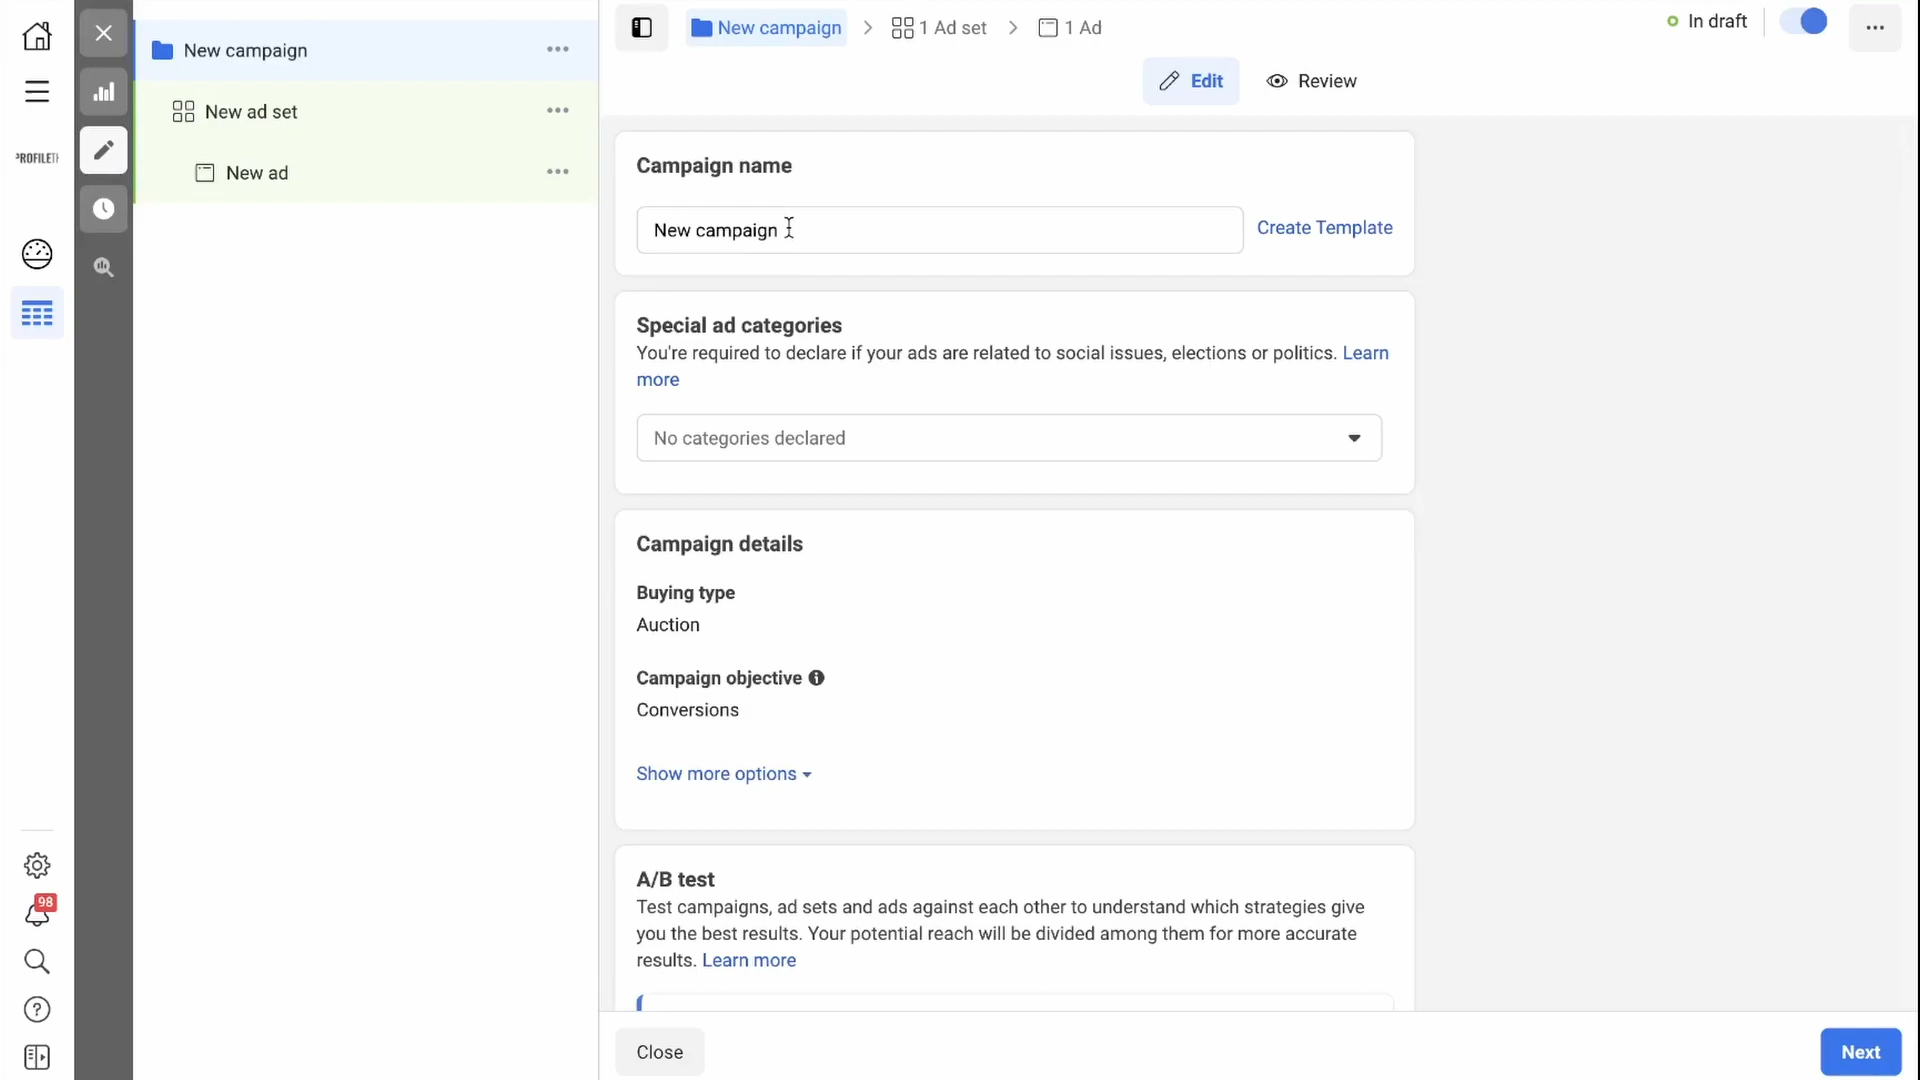 New campaign
1 Ad set
1 Ad
In draft
New campaign
Edit
Review
New ad set
New ad
Campaign name
New campaign
Create Template
Special ad categories
You're required to declare if your ads are related to social issues, elections or politics. Learn
more
No categories declared
Campaign details
Buying type
Auction
Campaign objective
Conversions
Show more options
A/B test
Test campaigns, ad sets and ads against each other to understand which strategies give
you the best results. Your potential reach will be divided among them for more accurate
results. Learn more
98
Close
Next